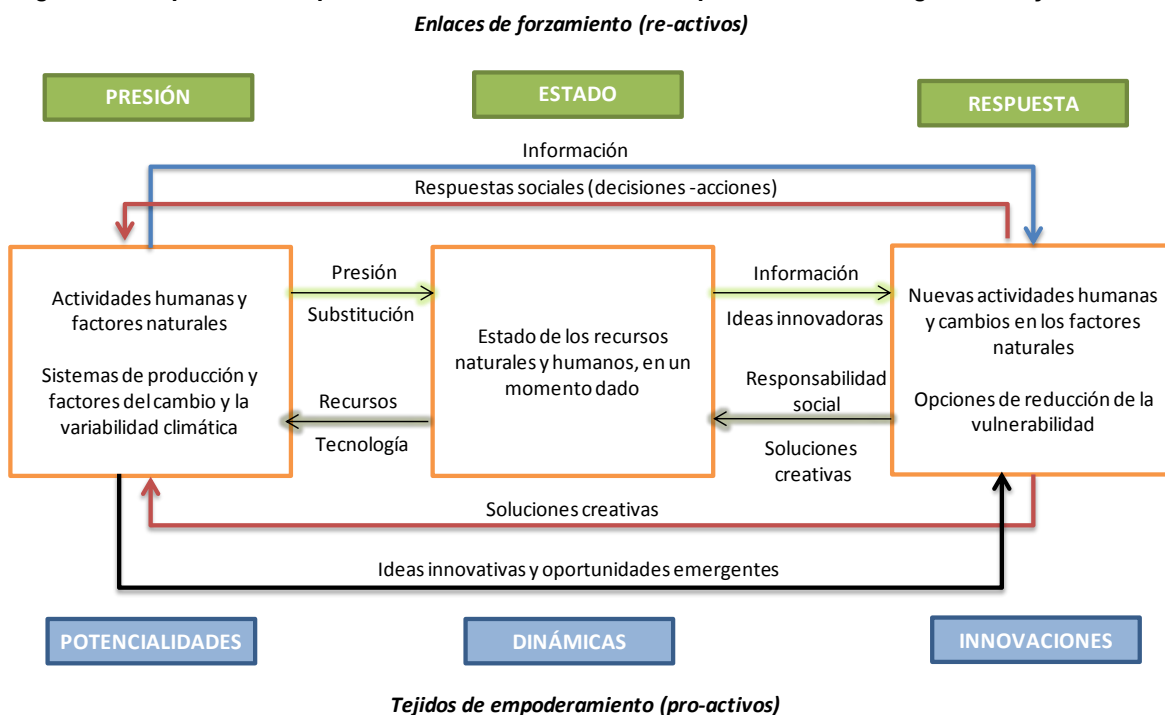 Enlaces de forzamiento (re-activos)
PRESIÓN
ESTADO
RESPUESTA
Información
Respuestas sociales (decisiones -acciones)
Actividades humanas y
factores naturales
Sistemas de producción y
factores del cambio y la
variabilidad climática
Presión
Substitución
Recursos
Tecnología
Estado de los recursos
naturales y humanos, en un
momento dado
Información
Ideas innovadoras
Responsabilidad
social
Soluciones
creativas
Nuevas actividades humanas
y cambios en los factores
naturales
Opciones de reducción de la
vulnerabilidad
Soluciones creativas
Ideas innovativas y oportunidades emergentes
POTENCIALIDADES
DINÁMICAS
INNOVACIONES
Tejidos de empoderamiento (pro-activos)